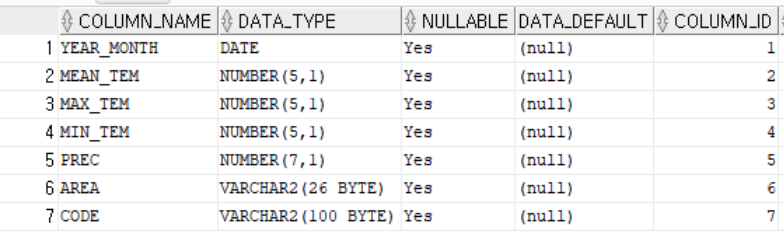 COLUMN_NAME DATA_TYPE NULLABLE DATA_DEFAULT COLUMN_ID
1 YEAR_MONTH DATE Yes (null) 1
2 MEAN_TEM NUMBER(5,1) Yes (null) 2
3 MAX_TEM NUMBER(5,1) Yes (null) 3
4 MIN_TEM NUMBER(5,1) Yes (null) 4
5 PREC NUMBER(7,1) Yes (null) 5
6 AREA VARCHAR2(26 BYTE) Yes (null) 6
7 CODE VARCHAR2(100 BYTE) Yes (null) 7